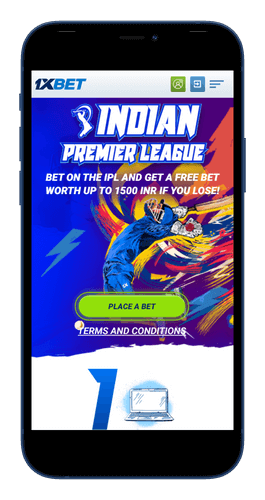 1XBET
INDIAN
PREMIER LEAGUE
BET ON THE IPL AND GET A FREE BET
WORTH UP TO 1500 INR IF YOU LOSE!
PLACE A BET
TERMS AND CONDITIONS
1